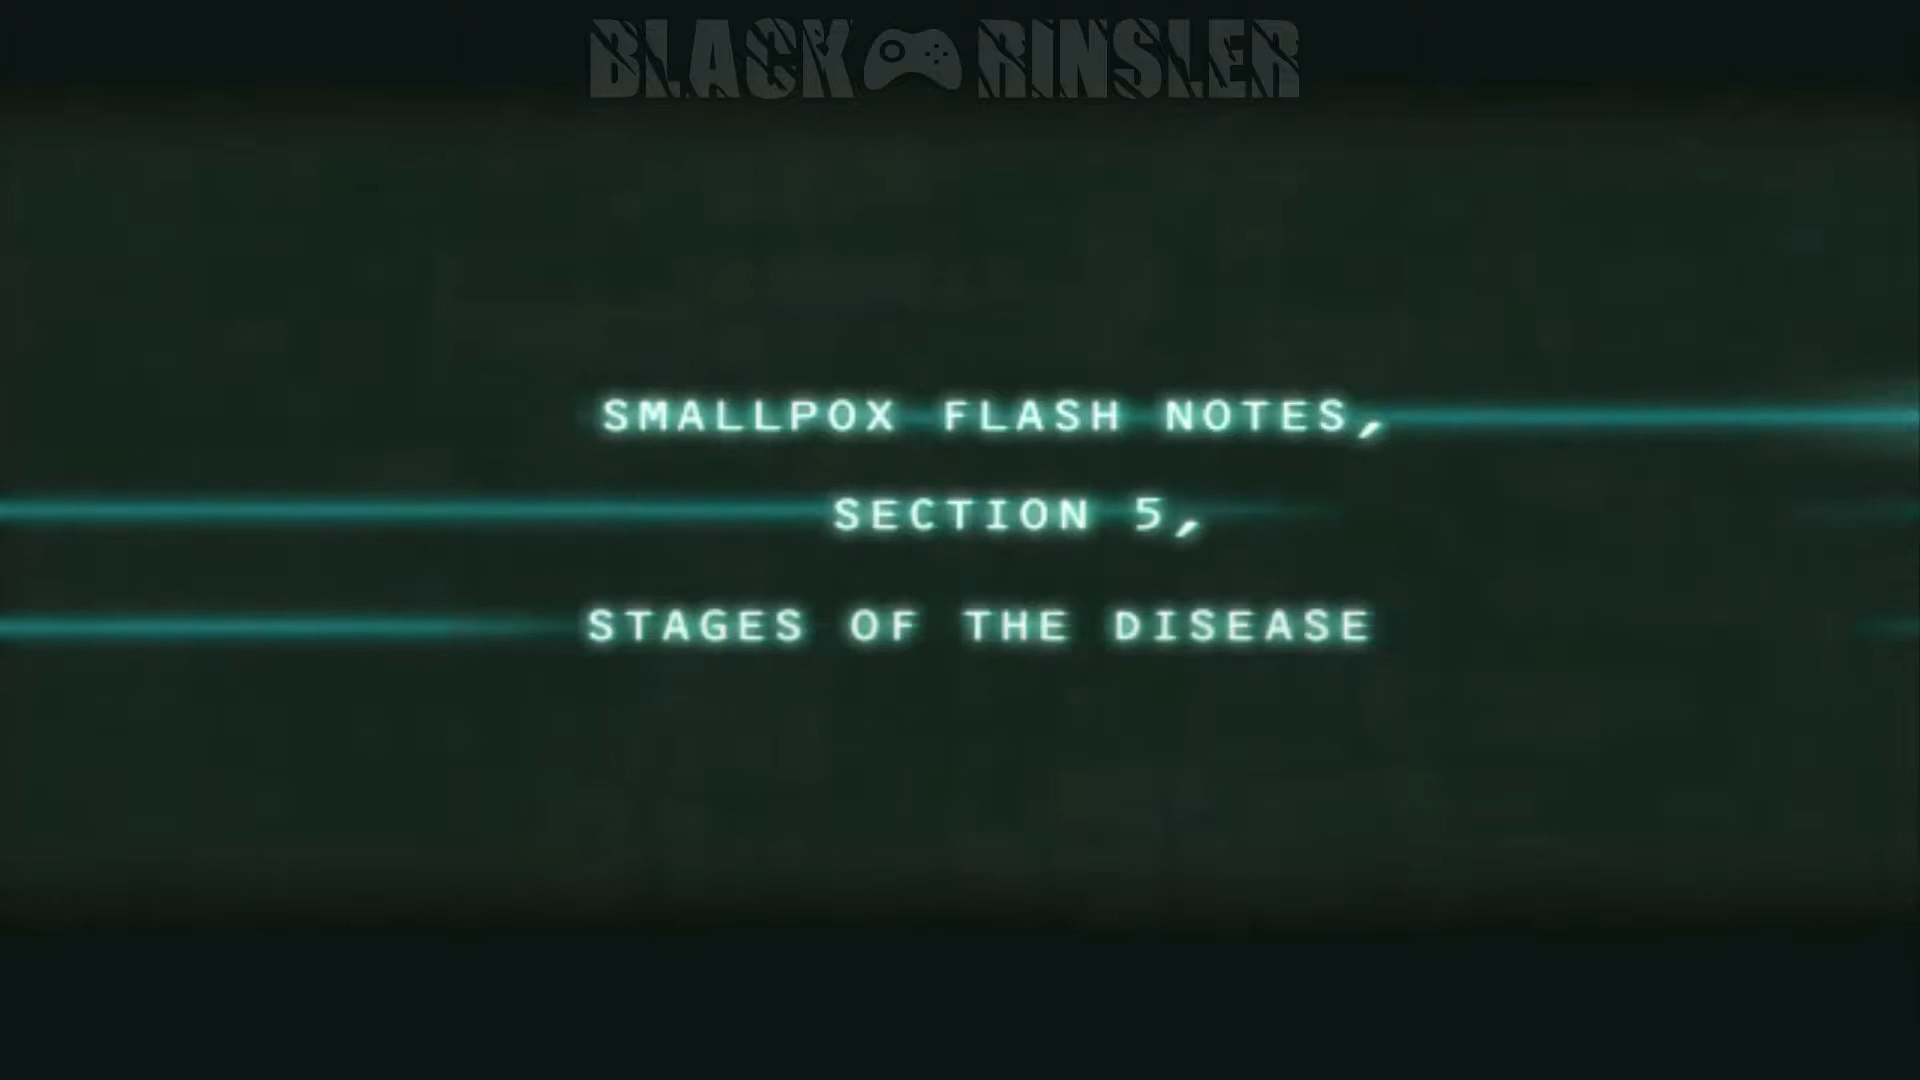 BLACK RINSLER
SMALLPOX FLASH NOTES,
SECTION 5,
STAGES OF THE DISEASE